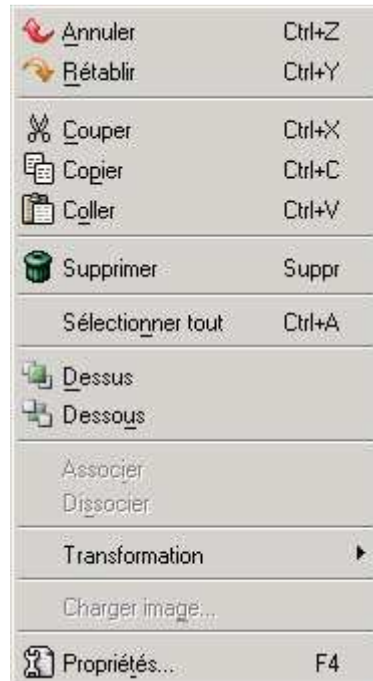 Annuler Ctrl+Z
Rétablir Ctrl+Y
Couper Ctrl+X
Copier Ctrl+C
Coller Ctrl+V
Supprimer Suppr
Sélectionner tout Ctrl+A
Dessus
Dessous
Associer
Dissocier
Transformation
Charger image...
Propriétés... F4